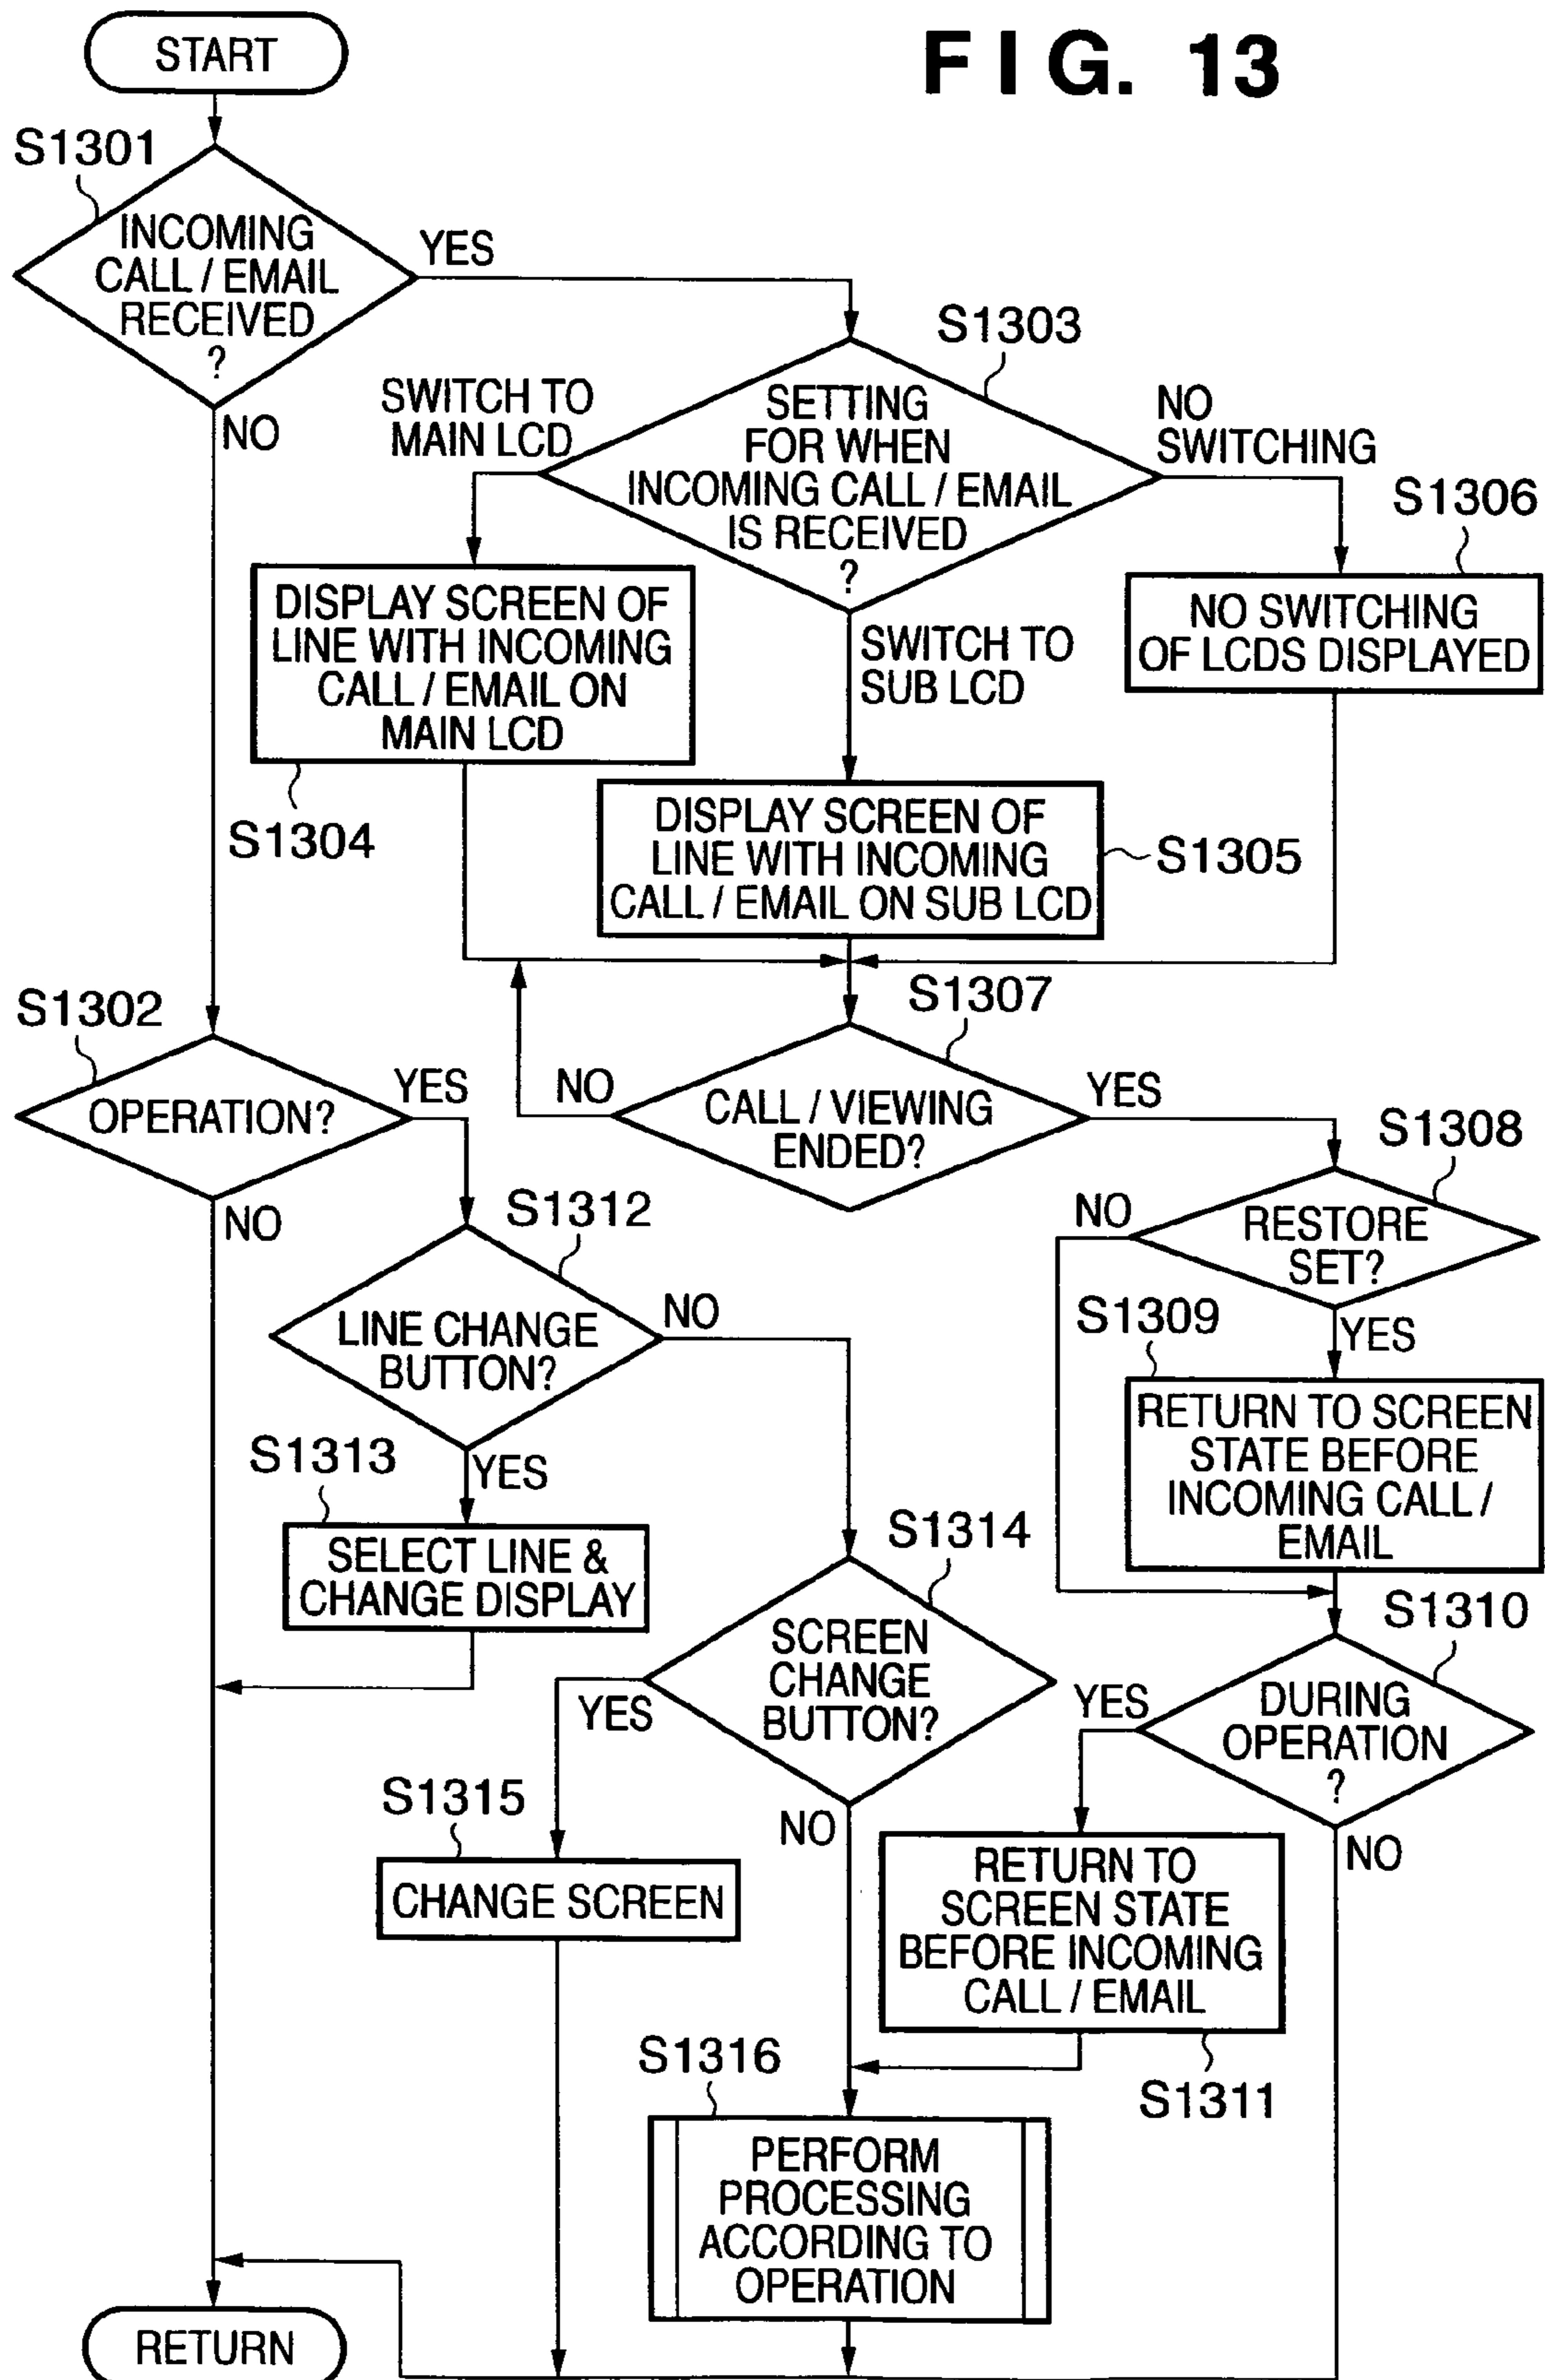 FIG. 13
START
S1301
INCOMING
CALL / EMAIL
RECEIVED
?
YES
NO
S1303
SETTING
FOR WHEN
INCOMING CALL / EMAIL
IS RECEIVED
?
SWITCH TO
MAIN LCD
NO
SWITCHING
SWITCH TO
SUB LCD
S1306
NO SWITCHING
OF LCDS DISPLAYED
DISPLAY SCREEN OF
LINE WITH INCOMING
CALL / EMAIL ON
MAIN LCD
S1304
DISPLAY SCREEN OF
LINE WITH INCOMING
CALL / EMAIL ON SUB LCD
S1305
S1302
OPERATION?
YES
NO
S1307
CALL / VIEWING
ENDED?
NO
YES
S1308
RESTORE
SET?
NO
YES
S1309
RETURN TO SCREEN
STATE BEFORE
INCOMING CALL /
EMAIL
S1312
LINE CHANGE
BUTTON?
NO
YES
S1313
SELECT LINE &
CHANGE DISPLAY
S1314
SCREEN
CHANGE
BUTTON?
YES
NO
S1310
DURING
OPERATION
?
YES
NO
S1315
CHANGE SCREEN
RETURN TO
SCREEN STATE
BEFORE INCOMING
CALL / EMAIL
S1311
S1316
PERFORM
PROCESSING
ACCORDING TO
OPERATION
RETURN